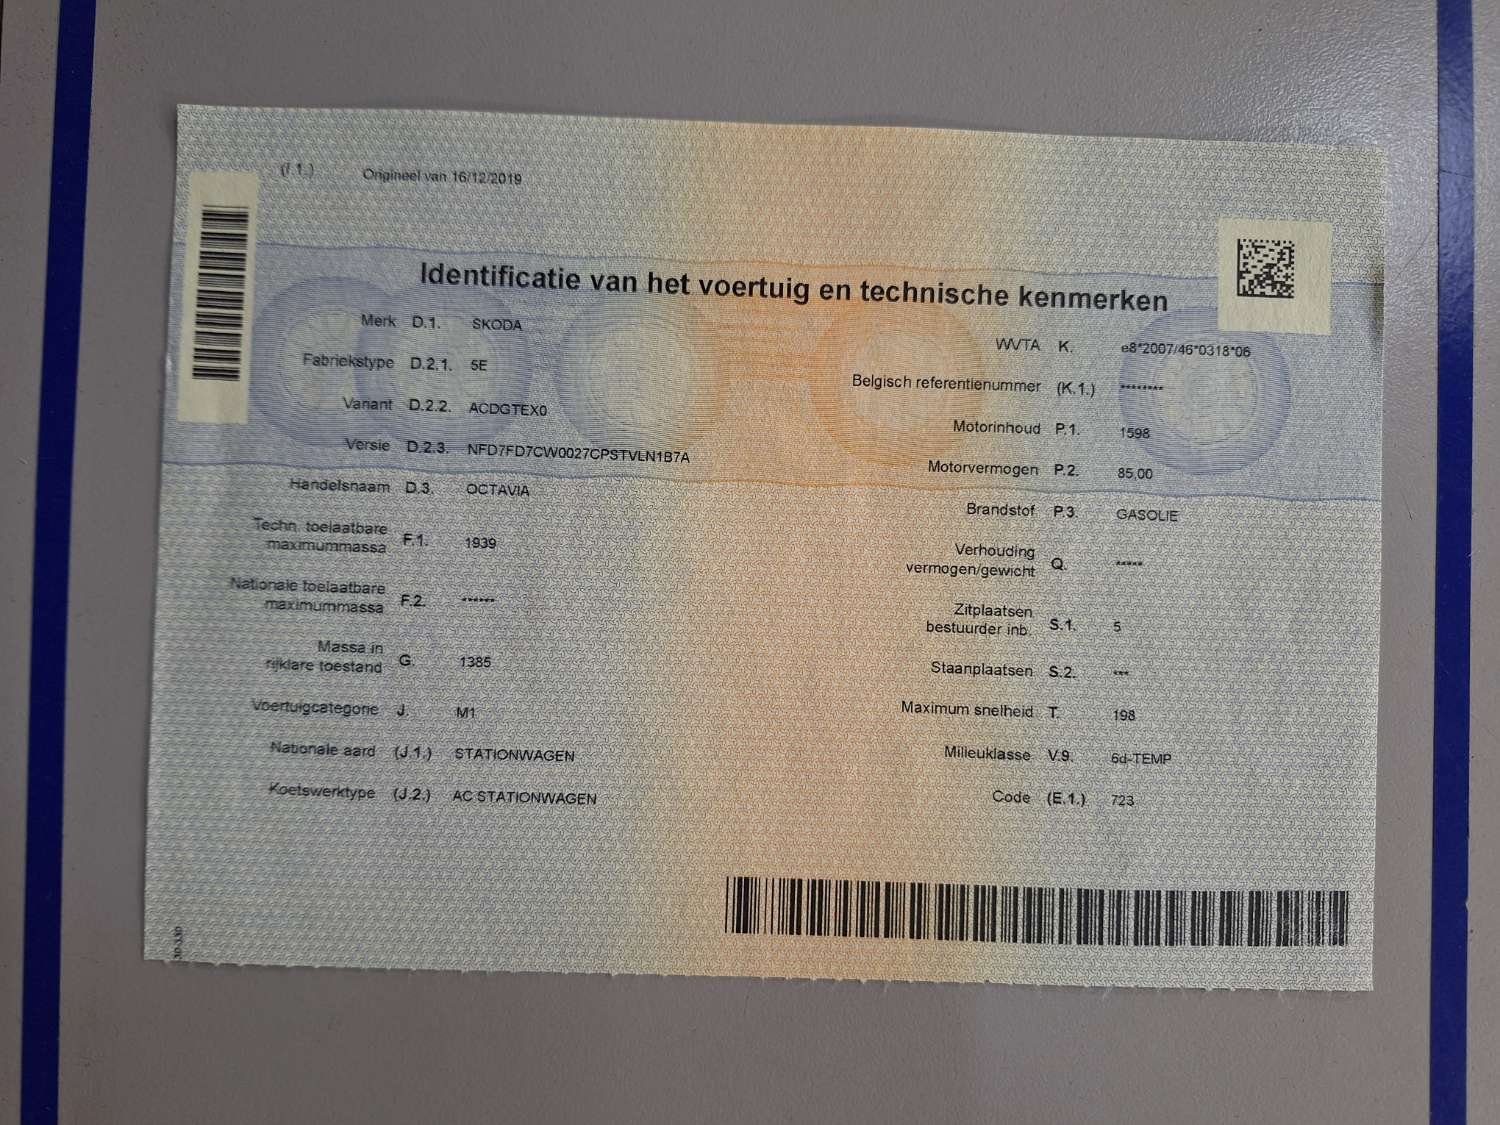 (I.1.) Origineel van 16/12/2019
Identificatie van het voertuig en technische kenmerken
Merk D.1. SKODA
Fabriekstype D.2.1. 5E
Variant D.2.2. ACDGTEX0
Versie D.2.3. NFD7FD7CW0027CPSTVLN1B7A
Handelsnaam D.3. OCTAVIA
Techn. toelaatbare
maximummassa F.1. 1939
Nationale toelaatbare
maximummassa F.2. ******
Massa in
rijklare toestand G. 1385
Voertuigcategorie J. M1
Nationale aard (J.1.) STATIONWAGEN
Koetswerktype (J.2.) AC STATIONWAGEN
WVTA K. e8*2007/46*0318*06
Belgisch referentienummer (K.1.) ********
Motorinhoud P.1. 1598
Motorvermogen P.2. 85,00
Brandstof P.3. GASOLIE
Verhouding
vermogen/gewicht Q. *****
Zitplaatsen
bestuurder inb. S.1. 5
Staanplaatsen S.2. ***
Maximum snelheid T. 198
Milieuklasse V.9. 6d-TEMP
Code (E.1.) 723